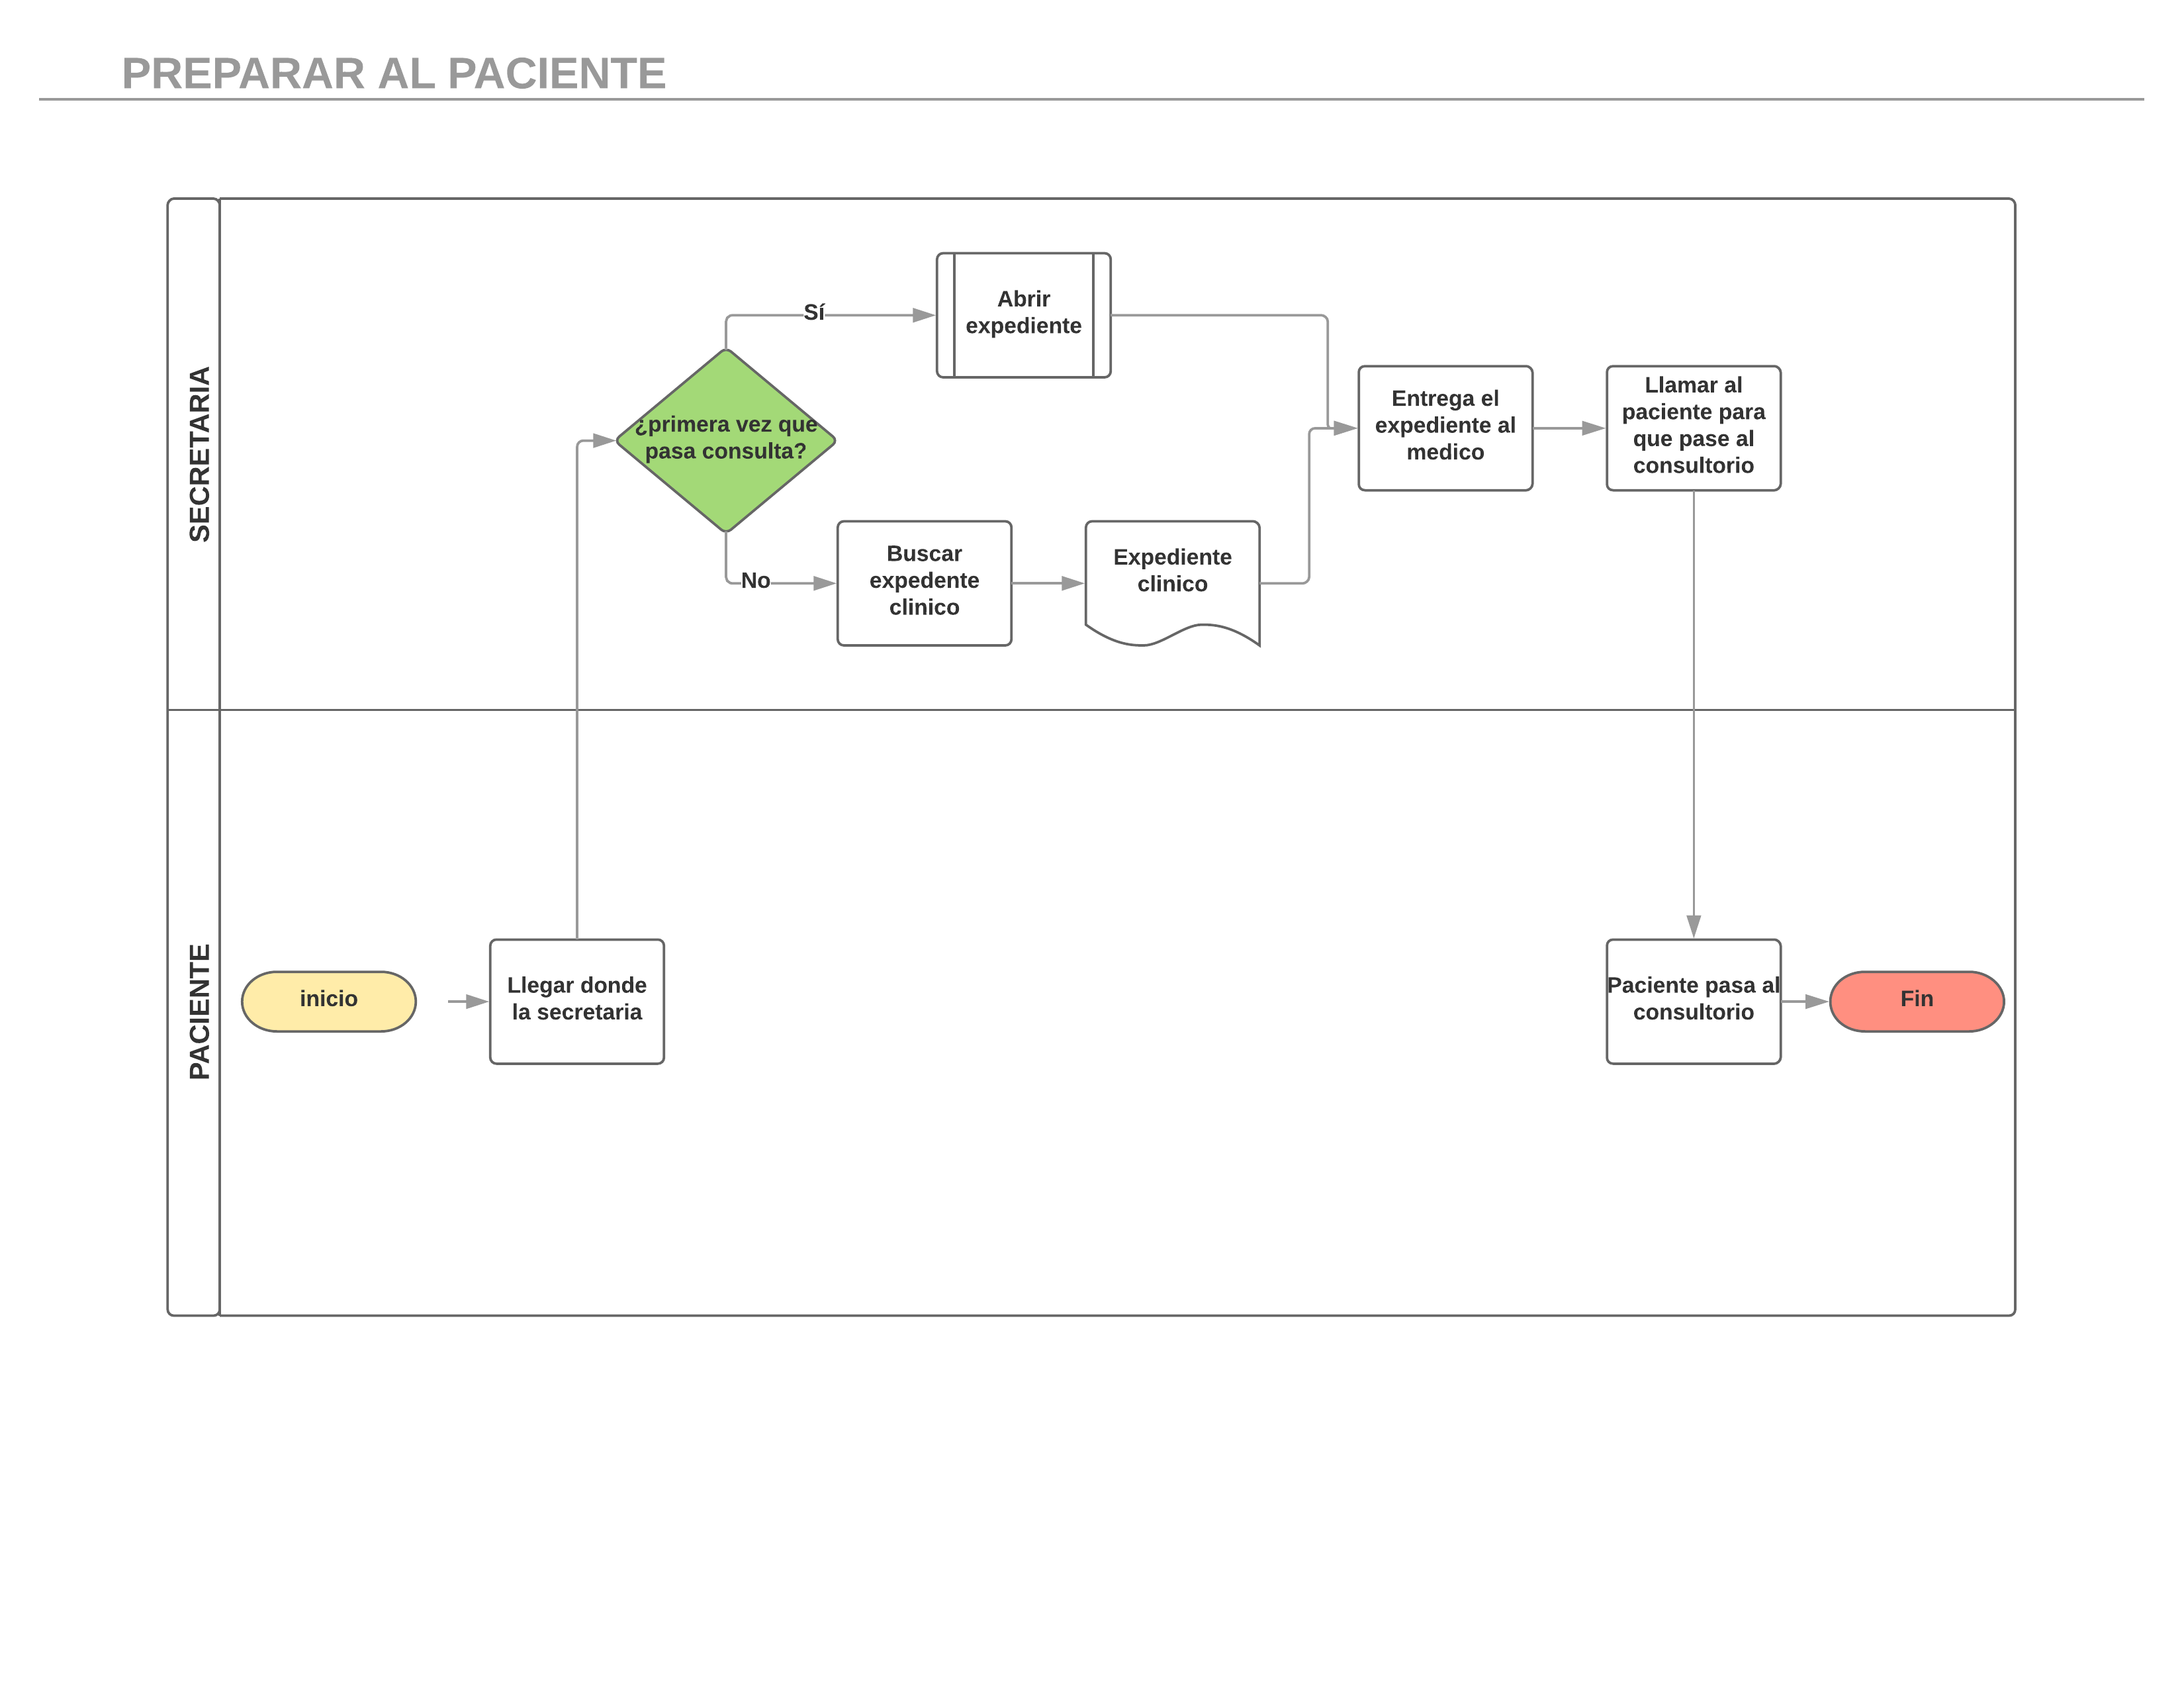 PREPARAR AL PACIENTE
SECRETARIA
Sí
Abrir
expediente
¿primera vez que
pasa consulta?
Entrega el
expediente al
medico
Llamar al
paciente para
que pase al
consultorio
No
Buscar
expedente
clinico
Expediente
clinico
PACIENTE
inicio
Llegar donde
la secretaria
Paciente pasa al
consultorio
Fin